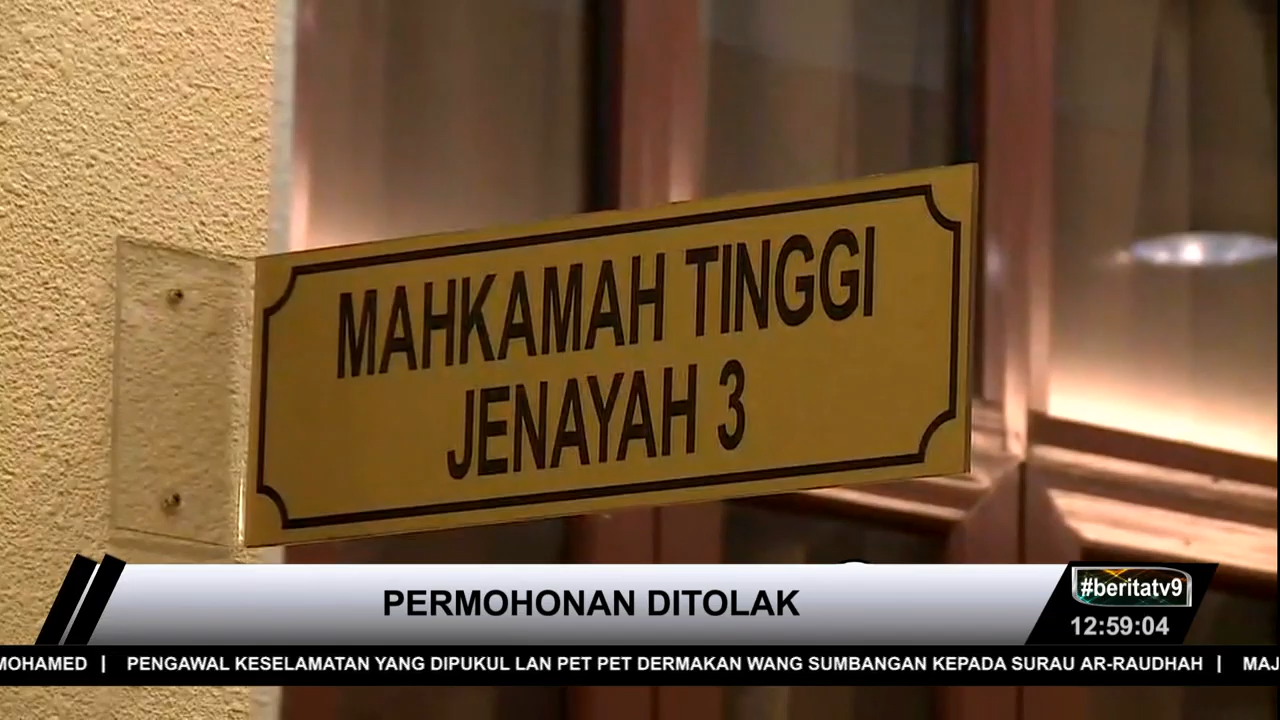 MAHKAMAH TINGGI
JENAYAH 3
PERMOHONAN DITOLAK
#beritatv9
12:59:04
MOHAMED | PENGAWAL KESELAMATAN YANG DIPUKUL LAN PET PET DERMAKAN WANG SUMBANGAN KEPADA SURAU AR-RAUDHAH | MAJ